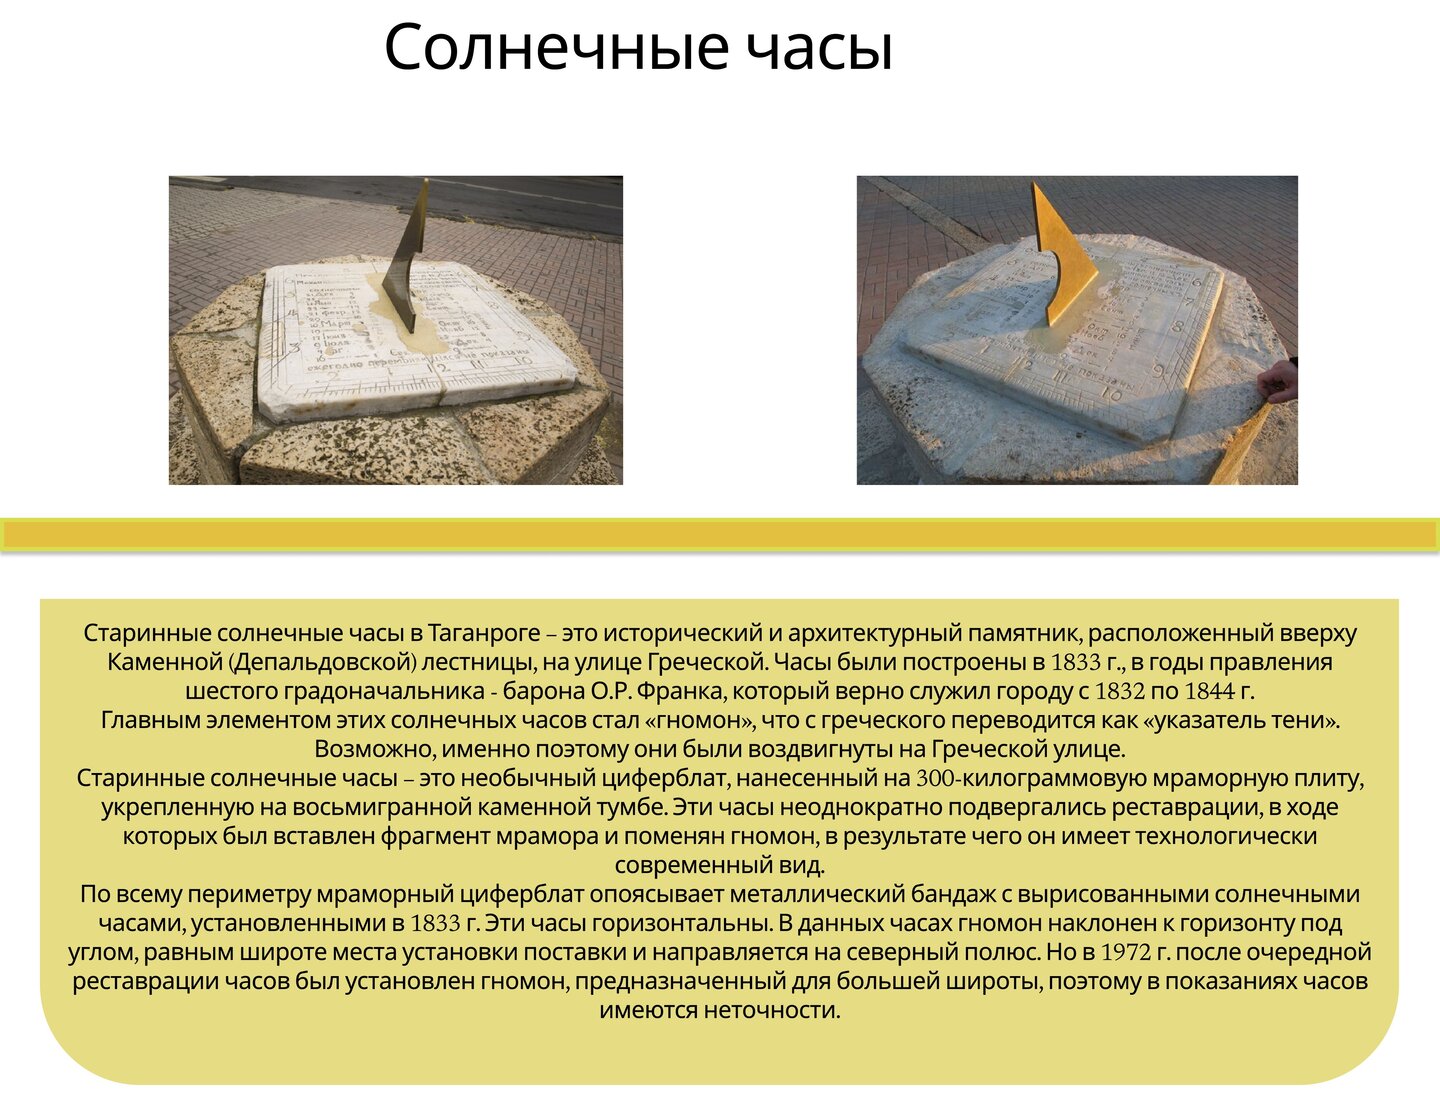 Солнечные часы
Старинные солнечные часы в Таганроге – это исторический и архитектурный памятник, расположенный вверху
Каменной (Депальдовской) лестницы, на улице Греческой. Часы были построены в 1833 г., в годы правления
шестого градоначальника - барона О.Р. Франка, который верно служил городу с 1832 по 1844 г.
Главным элементом этих солнечных часов стал «гномон», что с греческого переводится как «указатель тени».
Возможно, именно поэтому они были воздвигнуты на Греческой улице.
Старинные солнечные часы – это необычный циферблат, нанесенный на 300-килограммовую мраморную плиту,
укрепленную на восьмигранной каменной тумбе. Эти часы неоднократно подвергались реставрации, в ходе
которых был вставлен фрагмент мрамора и поменян гномон, в результате чего он имеет технологически
современный вид.
По всему периметру мраморный циферблат опоясывает металлический бандаж с вырисованными солнечными
часами, установленными в 1833 г. Эти часы горизонтальны. В данных часах гномон наклонен к горизонту под
углом, равным широте места установки поставки и направляется на северный полюс. Но в 1972 г. после очередной
реставрации часов был установлен гномон, предназначенный для большей широты, поэтому в показаниях часов
имеются неточности.